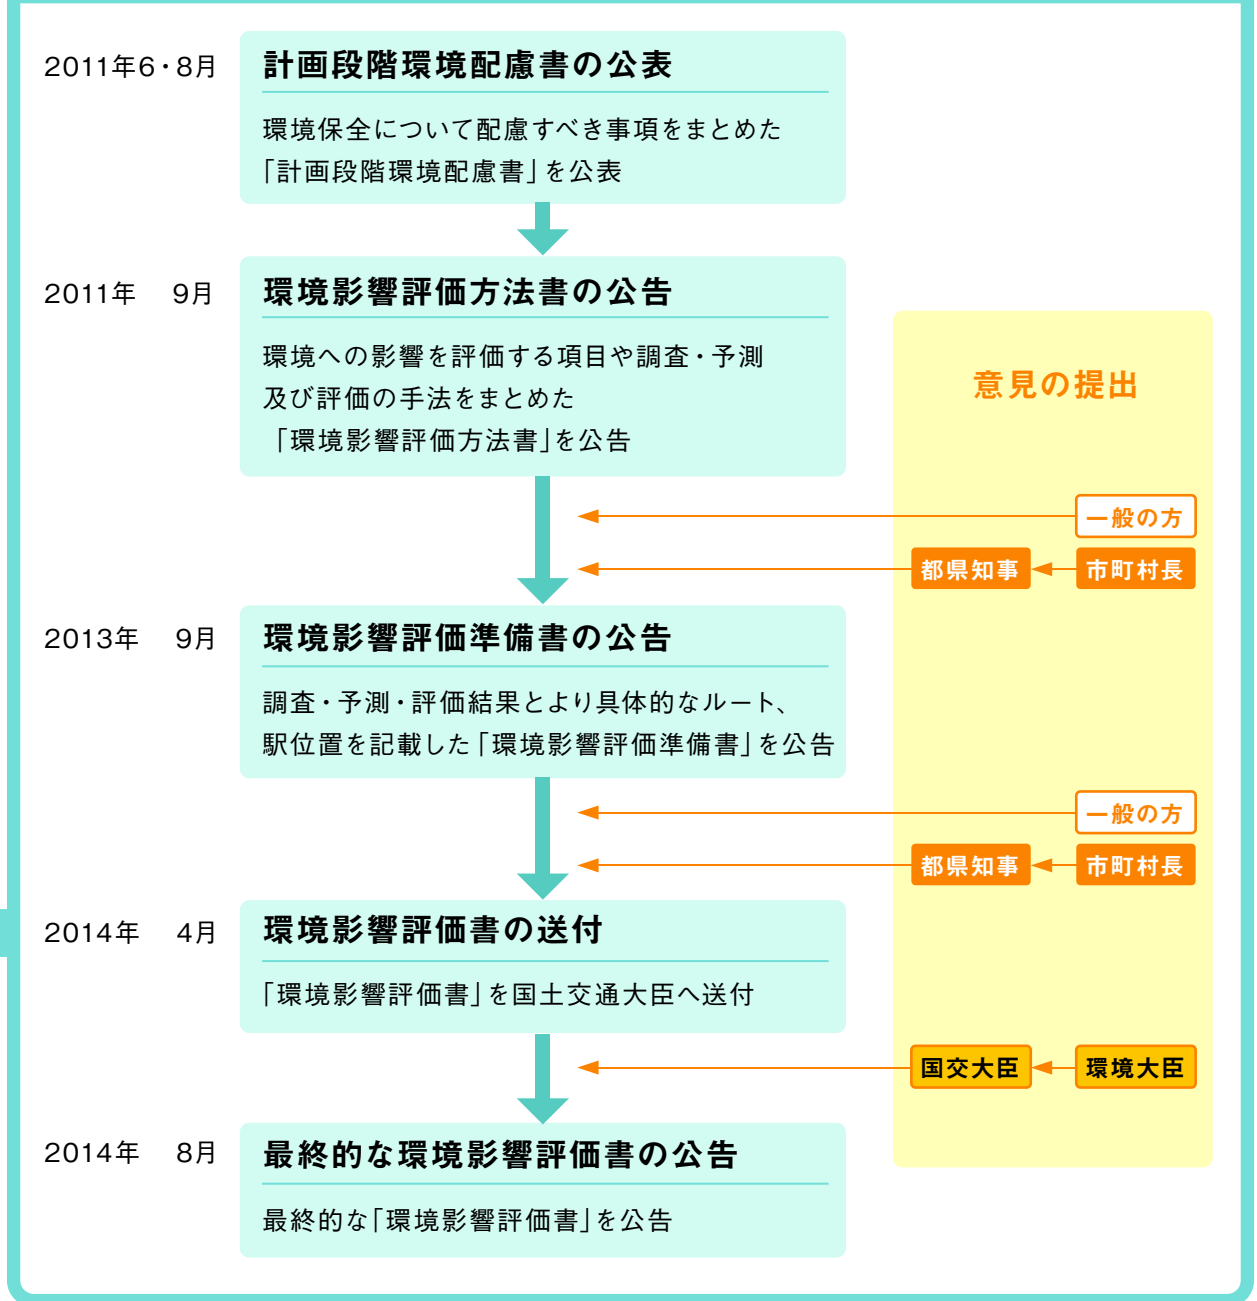 2011年6・8月
計画段階環境配慮書の公表
環境保全について配慮すべき事項をまとめた
「計画段階環境配慮書」を公表
2011年 9月
環境影響評価方法書の公告
環境への影響を評価する項目や調査・予測
及び評価の手法をまとめた
「環境影響評価方法書」を公告
意見の提出
一般の方
都県知事 市町村長
2013年 9月
環境影響評価準備書の公告
調査・予測・評価結果とより具体的なルート、
駅位置を記載した「環境影響評価準備書」を公告
一般の方
都県知事 市町村長
2014年 4月
環境影響評価書の送付
「環境影響評価書」を国土交通大臣へ送付
国交大臣 環境大臣
2014年 8月
最終的な環境影響評価書の公告
最終的な「環境影響評価書」を公告